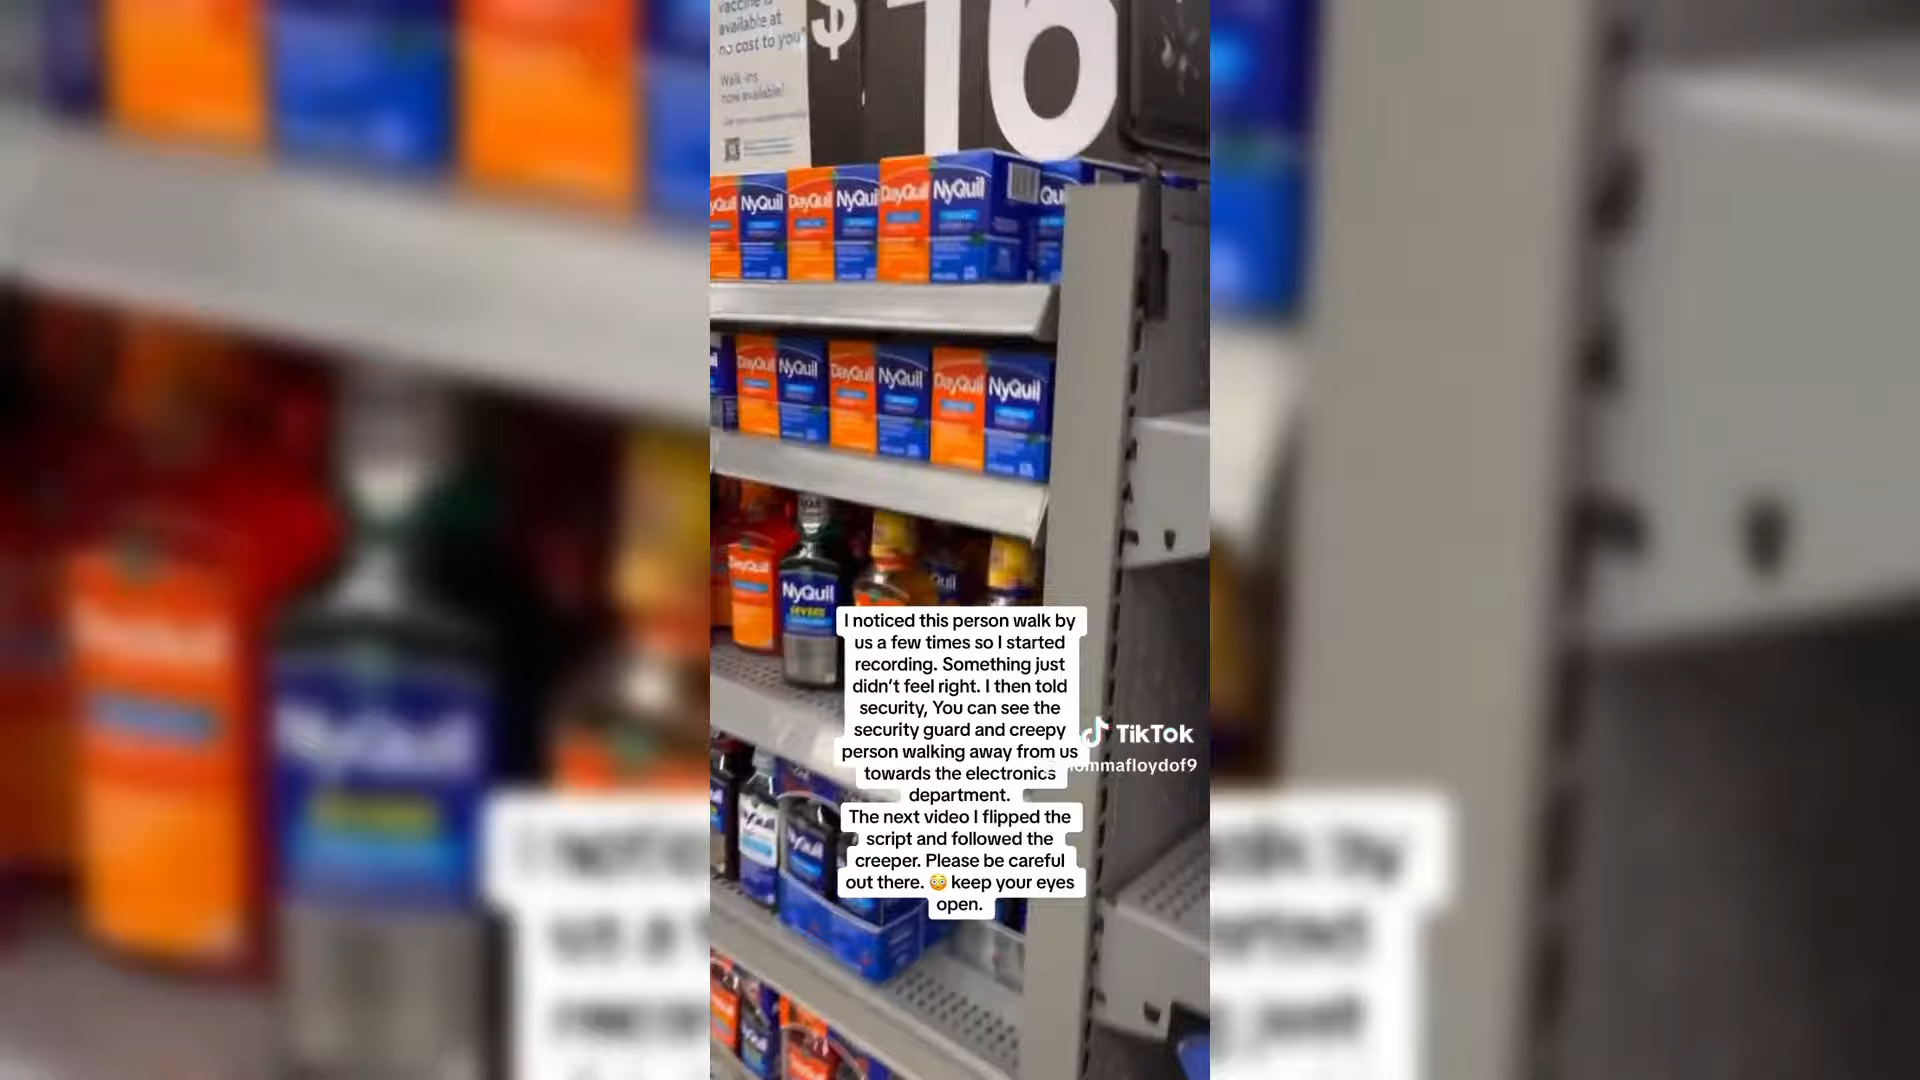 vaccine is
available at
no cost to you*
Walk-ins
now available!
$16
DayQuil NyQuil DayQuil NyQuil
DayQuil NyQuil DayQuil NyQuil DayQuil NyQuil
DayQuil
NyQuil
SEVERE
I noticed this person walk by
us a few times so I started
recording. Something just
didn’t feel right. I then told
security, You can see the
security guard and creepy
person walking away from us
towards the electronics
department.
The next video I flipped the
script and followed the
creeper. Please be careful
out there. 😳 keep your eyes
open.
TikTok
ommafloydof9
NyQuil